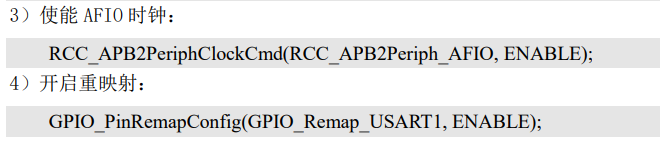 3）使能 AFIO 时钟：
RCC_APB2PeriphClockCmd(RCC_APB2Periph_AFIO, ENABLE);
4）开启重映射：
GPIO_PinRemapConfig(GPIO_Remap_USART1, ENABLE);